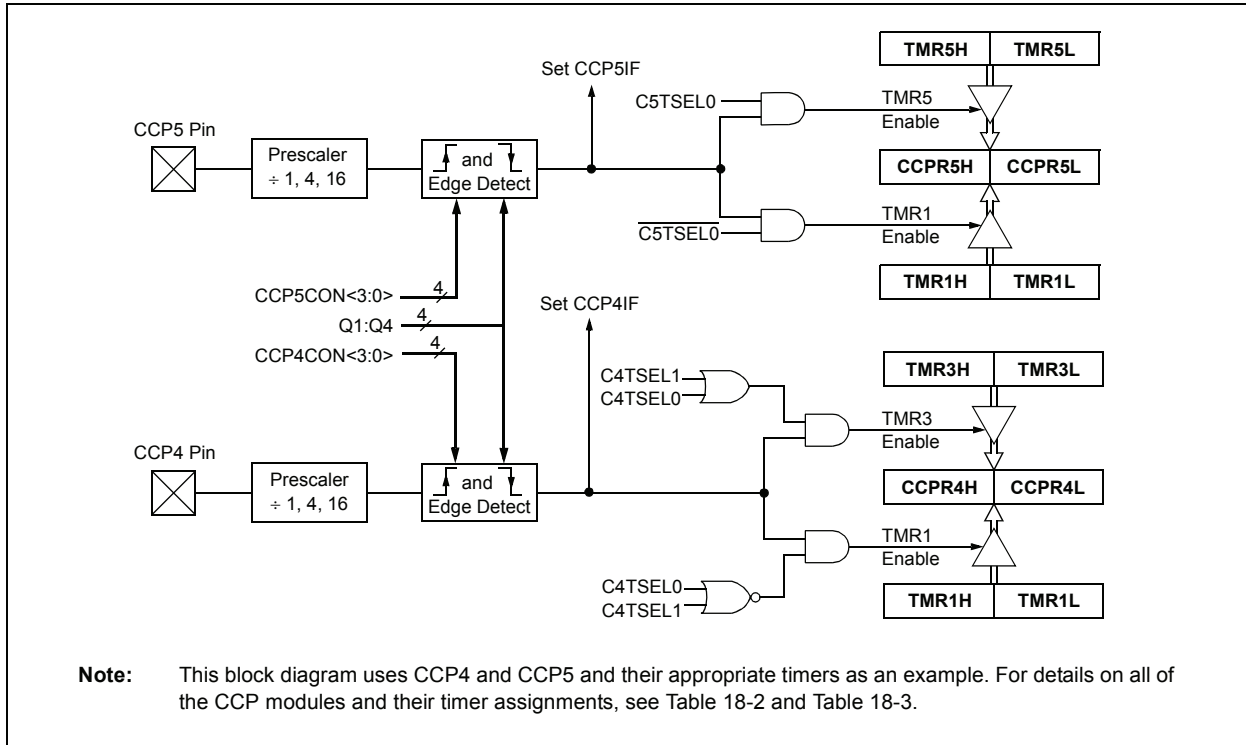 TMR5H TMR5L
Set CCP5IF
C5TSEL0
TMR5
Enable
CCP5 Pin
Prescaler
÷ 1, 4, 16
and
Edge Detect
CCPR5H CCPR5L
C5TSEL0
TMR1
Enable
TMR1H TMR1L
CCP5CON<3:0>
4
Q1:Q4
4
CCP4CON<3:0>
4
Set CCP4IF
TMR3H TMR3L
C4TSEL1
C4TSEL0
TMR3
Enable
CCP4 Pin
Prescaler
÷ 1, 4, 16
and
Edge Detect
CCPR4H CCPR4L
TMR1
Enable
C4TSEL0
C4TSEL1
TMR1H TMR1L
Note: This block diagram uses CCP4 and CCP5 and their appropriate timers as an example. For details on all of
the CCP modules and their timer assignments, see Table 18-2 and Table 18-3.